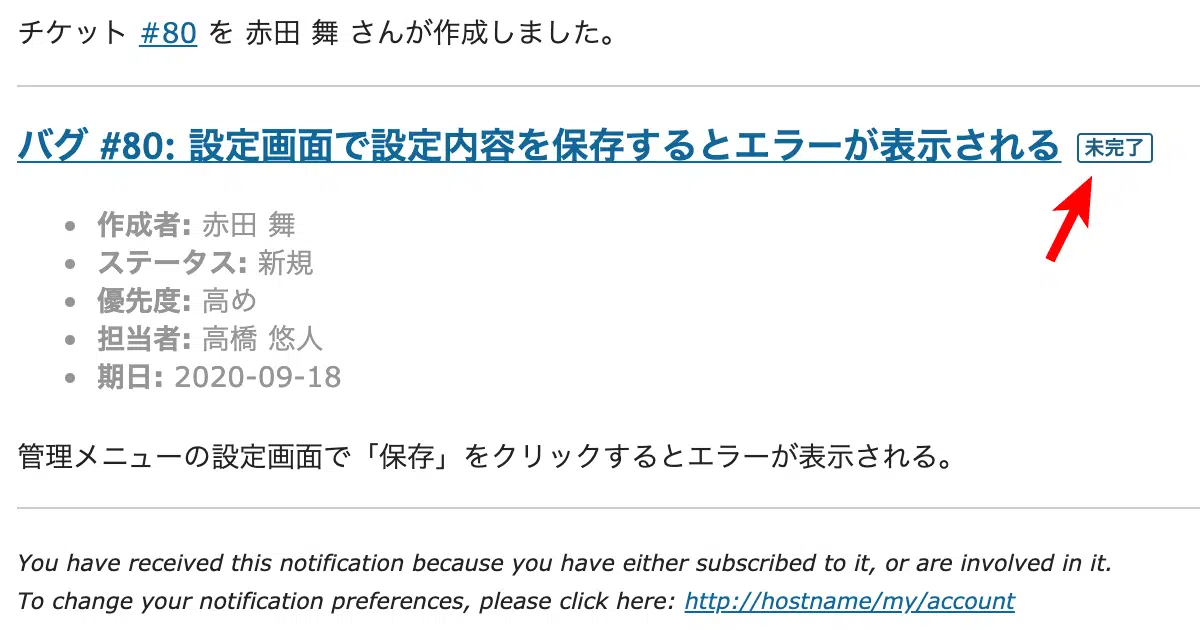 チケット #80 を 赤田 舞 さんが作成しました。
バグ #80: 設定画面で設定内容を保存するとエラーが表示される 未完了
作成者: 赤田 舞
ステータス: 新規
優先度: 高め
担当者: 高橋 悠人
期日: 2020-09-18
管理メニューの設定画面で「保存」をクリックするとエラーが表示される。
You have received this notification because you have either subscribed to it, or are involved in it.
To change your notification preferences, please click here: http://hostname/my/account